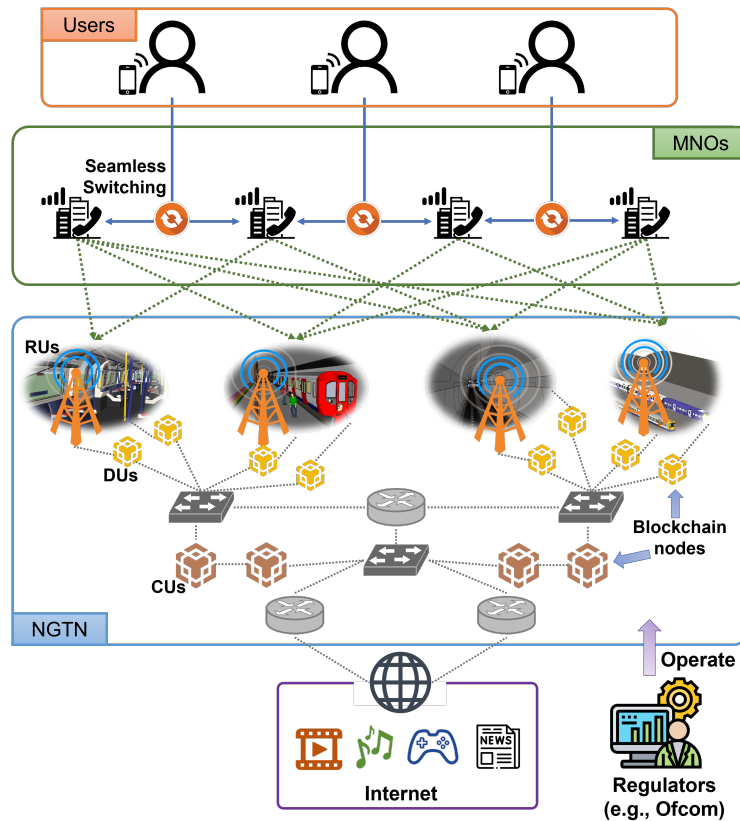 Users
MNOs
Seamless
Switching
RUs
DUs
Blockchain
nodes
CUs
NGTN
Operate
NEWS
Internet
Regulators
(e.g., Ofcom)